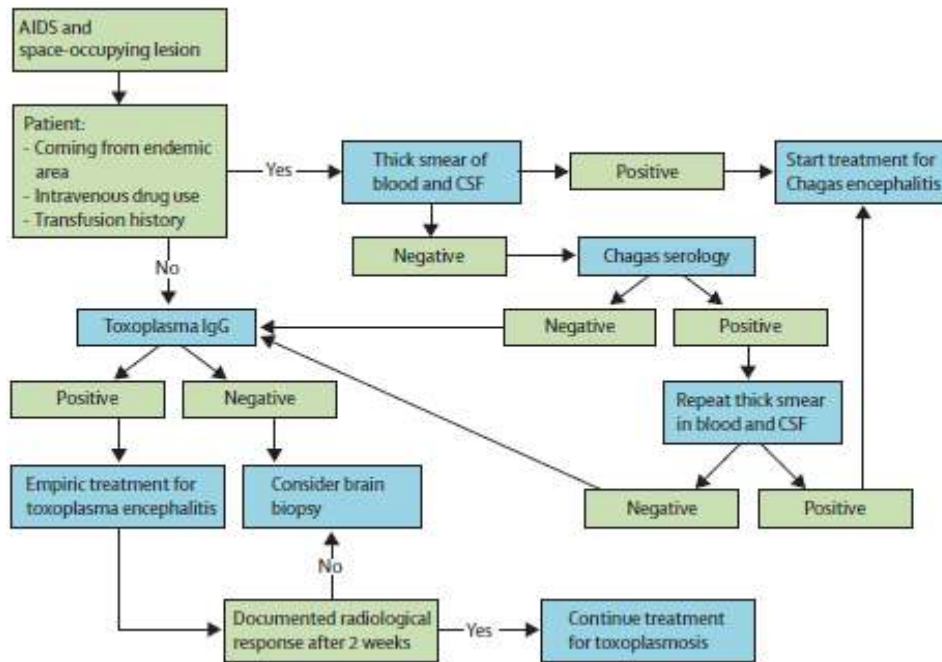 AIDS and
space-occupying lesion
Patient:
- Coming from endemic
area
- Intravenous drug use
- Transfusion history
Yes
Thick smear of
blood and CSF
Positive
Start treatment for
Chagas encephalitis
Negative
Chagas serology
No
Toxoplasma IgG
Negative
Positive
Positive
Negative
Repeat thick smear
in blood and CSF
Empiric treatment for
toxoplasma encephalitis
Consider brain
biopsy
Negative
Positive
No
Documented radiological
response after 2 weeks
Yes
Continue treatment
for toxoplasmosis